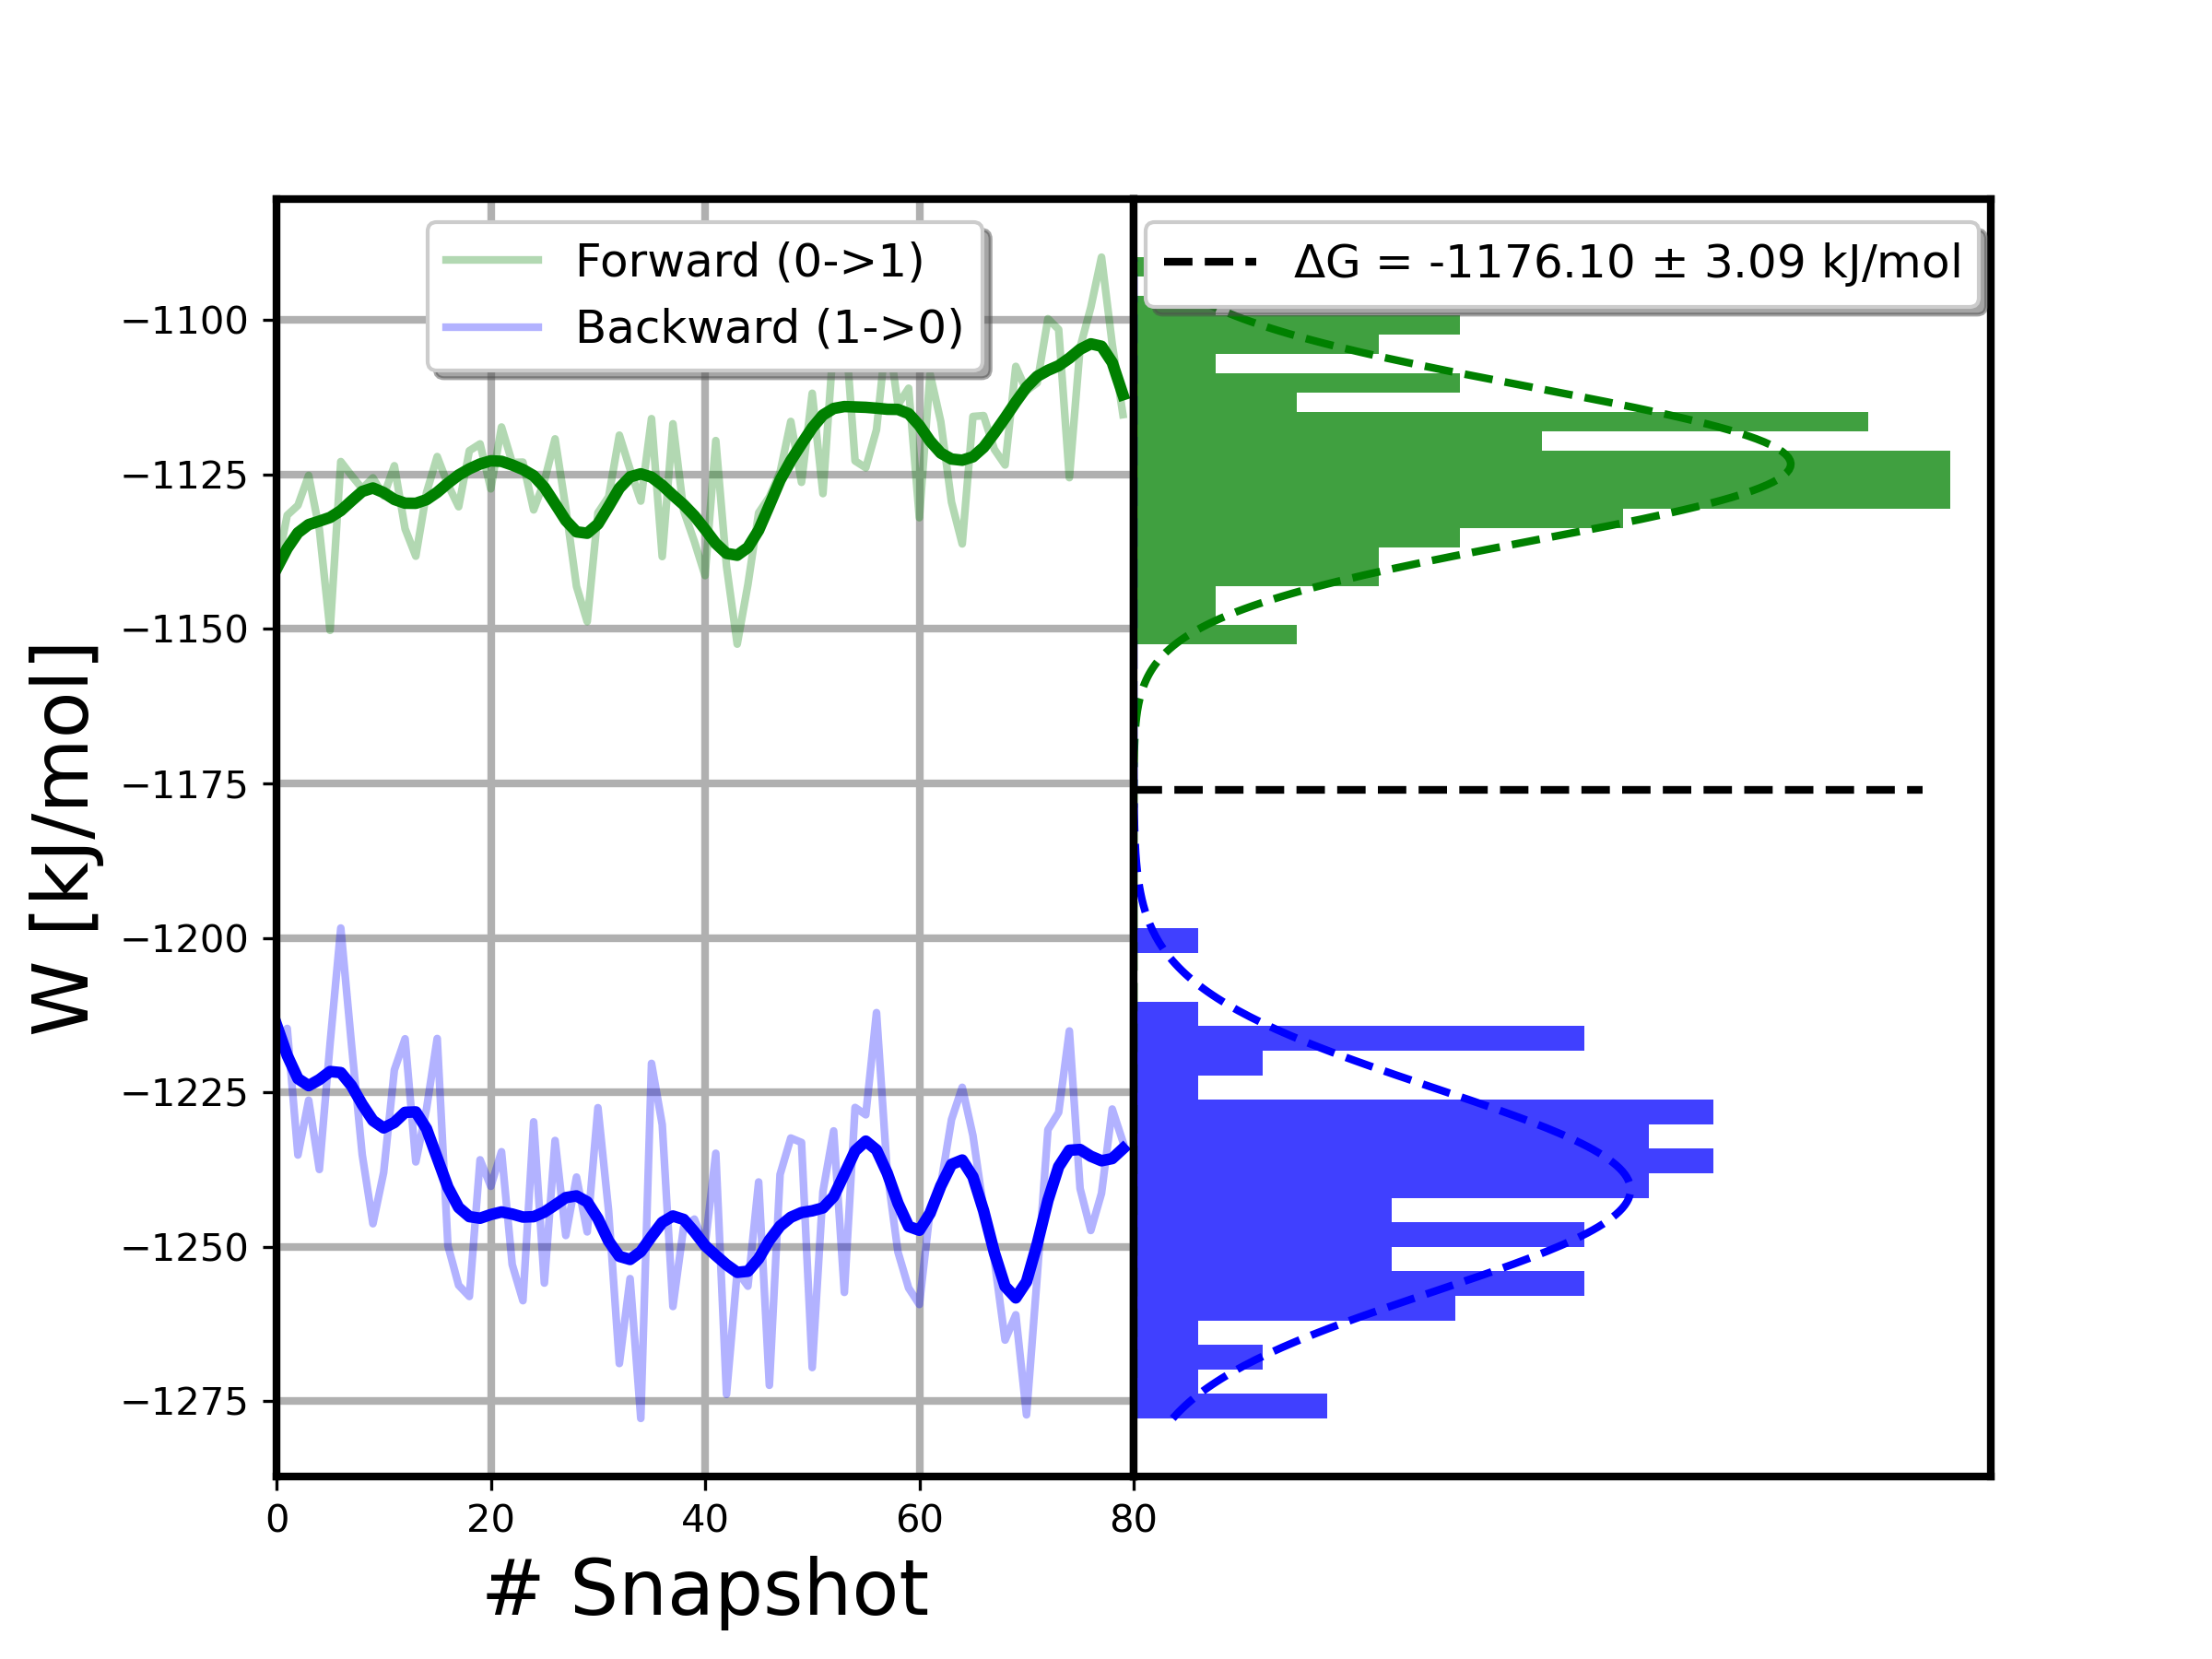 Forward (0->1)
Backward (1->0)
ΔG = -1176.10 ± 3.09 kJ/mol
W [kJ/mol]
−1100
−1125
−1150
−1175
−1200
−1225
−1250
−1275
0 20 40 60 80
# Snapshot